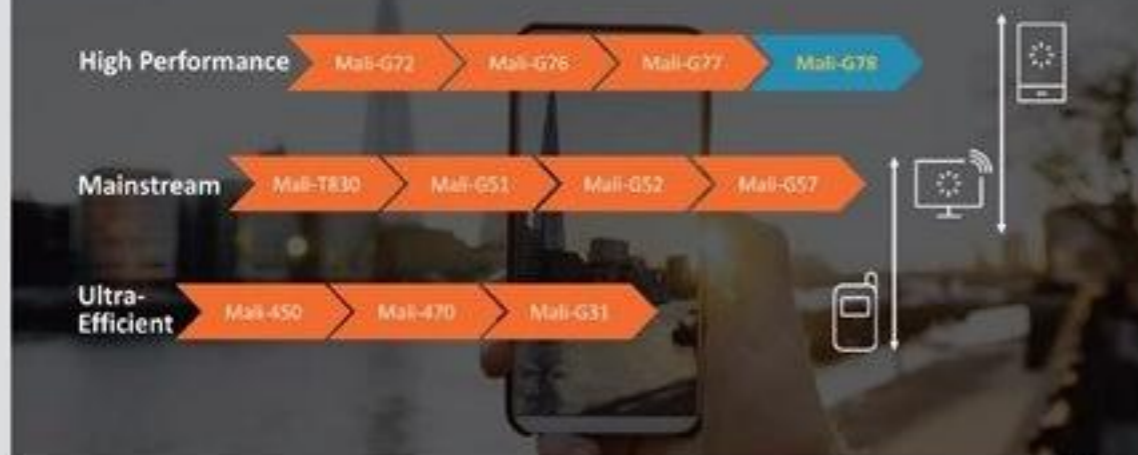 High Performance Mali-G72 Mali-G76 Mali-G77 Mali-G78
Mainstream Mali-T830 Mali-G51 Mali-G52 Mali-G57
Ultra-
Efficient Mali-450 Mali-470 Mali-G31